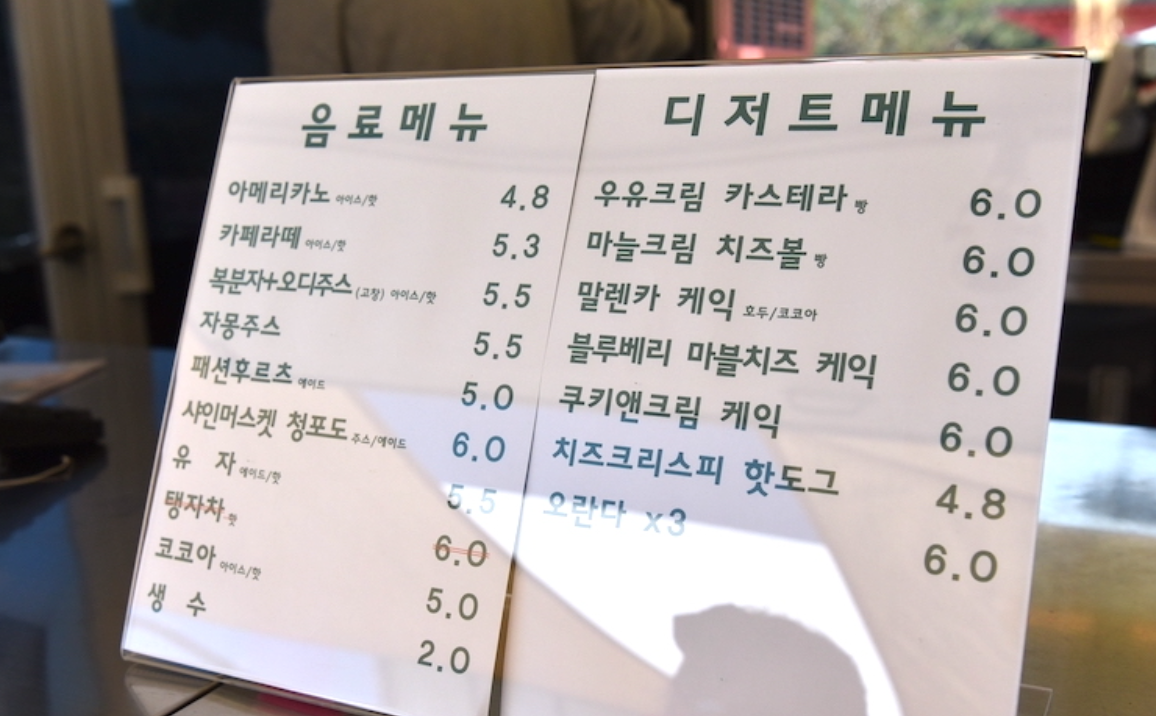 음료메뉴
아메리카노 아이스/핫 4.8
카페라떼 아이스/핫 5.3
복분자+오디주스 (고창) 아이스/핫 5.5
자몽주스 5.5
패션후르츠 에이드 5.0
샤인머스켓 청포도 주스/에이드 6.0
유 자 에이드/핫 5.5
탱자차 핫 6.0
코코아 아이스/핫 5.0
생 수 2.0
디저트메뉴
우유크림 카스테라 빵 6.0
마늘크림 치즈볼 빵 6.0
말렌카 케익 호두/코코아 6.0
블루베리 마블치즈 케익 6.0
쿠키앤크림 케익 6.0
치즈크리스피 핫도그 4.8
오란다 x3 6.0